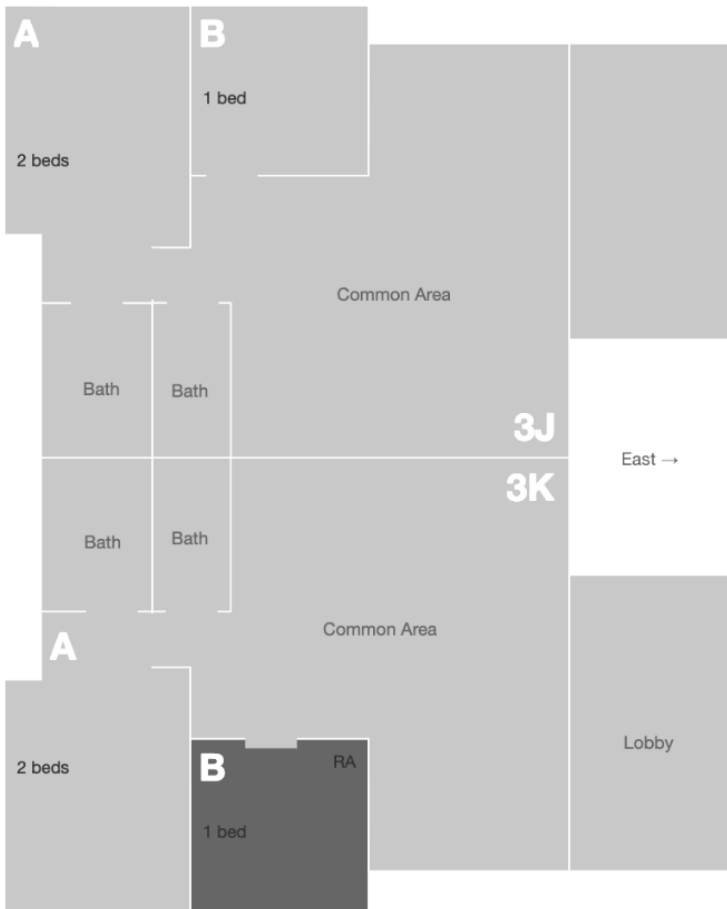 A
B
1 bed
2 beds
Common Area
Bath
Bath
3J
East →
3K
Bath
Bath
Common Area
A
Lobby
2 beds
B
RA
1 bed